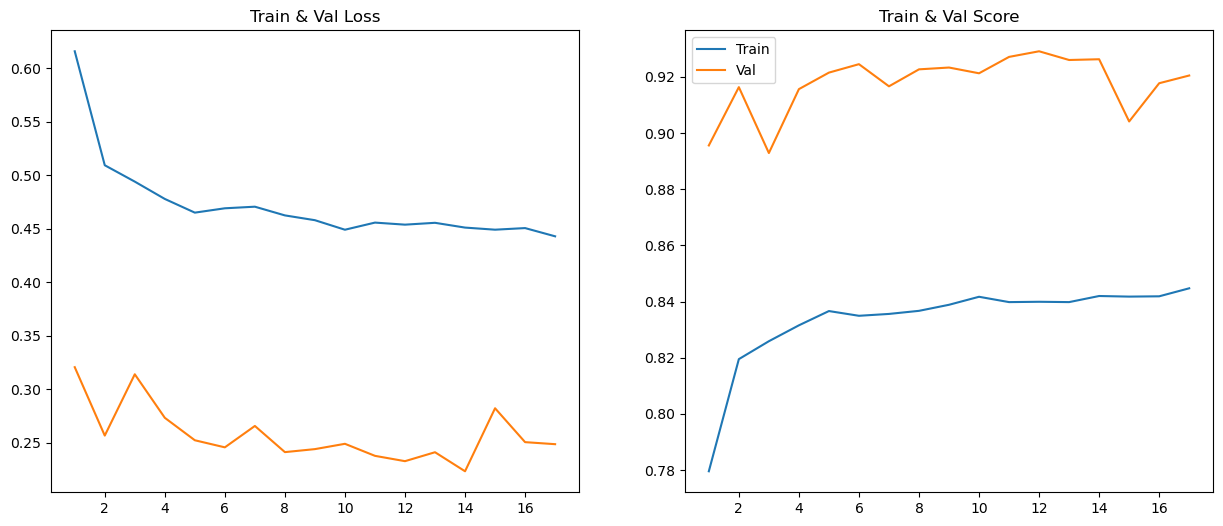 Train & Val Loss
0.60
0.55
0.50
0.45
0.40
0.35
0.30
0.25
2 4 6 8 10 12 14 16
Train & Val Score
Train
Val
0.92
0.90
0.88
0.86
0.84
0.82
0.80
0.78
2 4 6 8 10 12 14 16